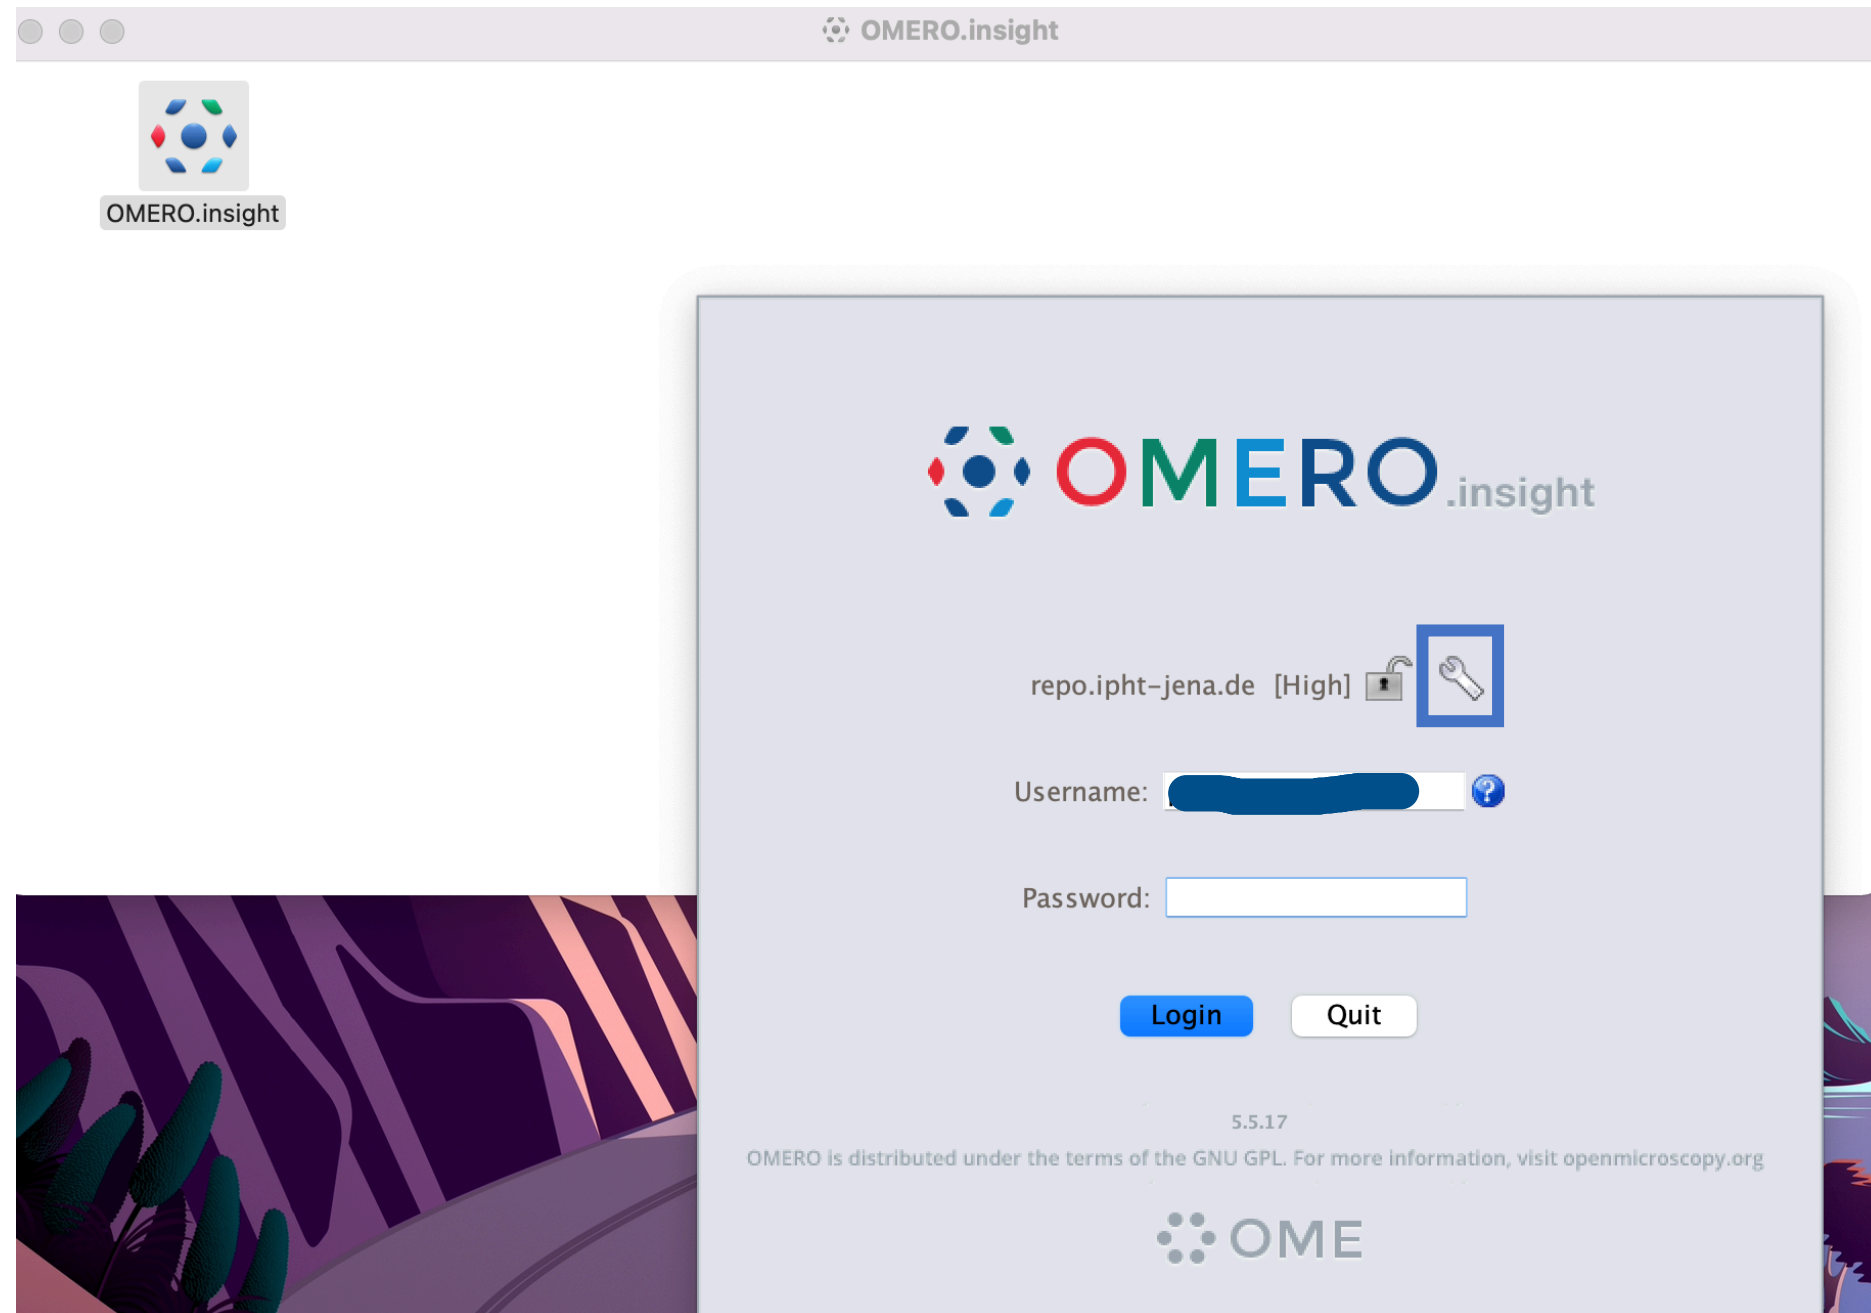 OMERO.insight
OMERO.insight
OMERO.insight
repo.ipht-jena.de [High]
Username:
Password:
Login Quit
5.5.17
OMERO is distributed under the terms of the GNU GPL. For more information, visit openmicroscopy.org
OME